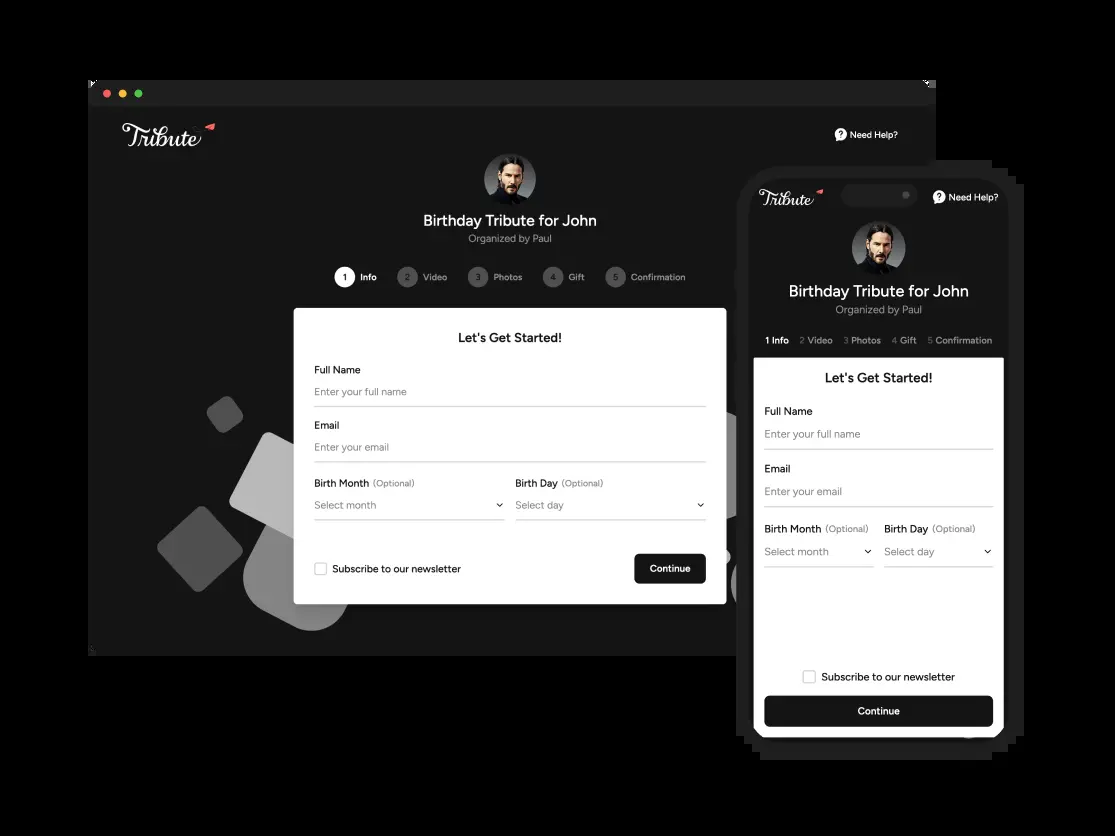 Tribute
? Need Help?
Birthday Tribute for John
Organized by Paul
1 Info 2 Video 3 Photos 4 Gift 5 Confirmation
Let's Get Started!
Full Name
Enter your full name
Email
Enter your email
Birth Month (Optional) Birth Day (Optional)
Select month Select day
Subscribe to our newsletter Continue
Tribute
? Need Help?
Birthday Tribute for John
Organized by Paul
1 Info 2 Video 3 Photos 4 Gift 5 Confirmation
Let's Get Started!
Full Name
Enter your full name
Email
Enter your email
Birth Month (Optional) Birth Day (Optional)
Select month Select day
Subscribe to our newsletter
Continue